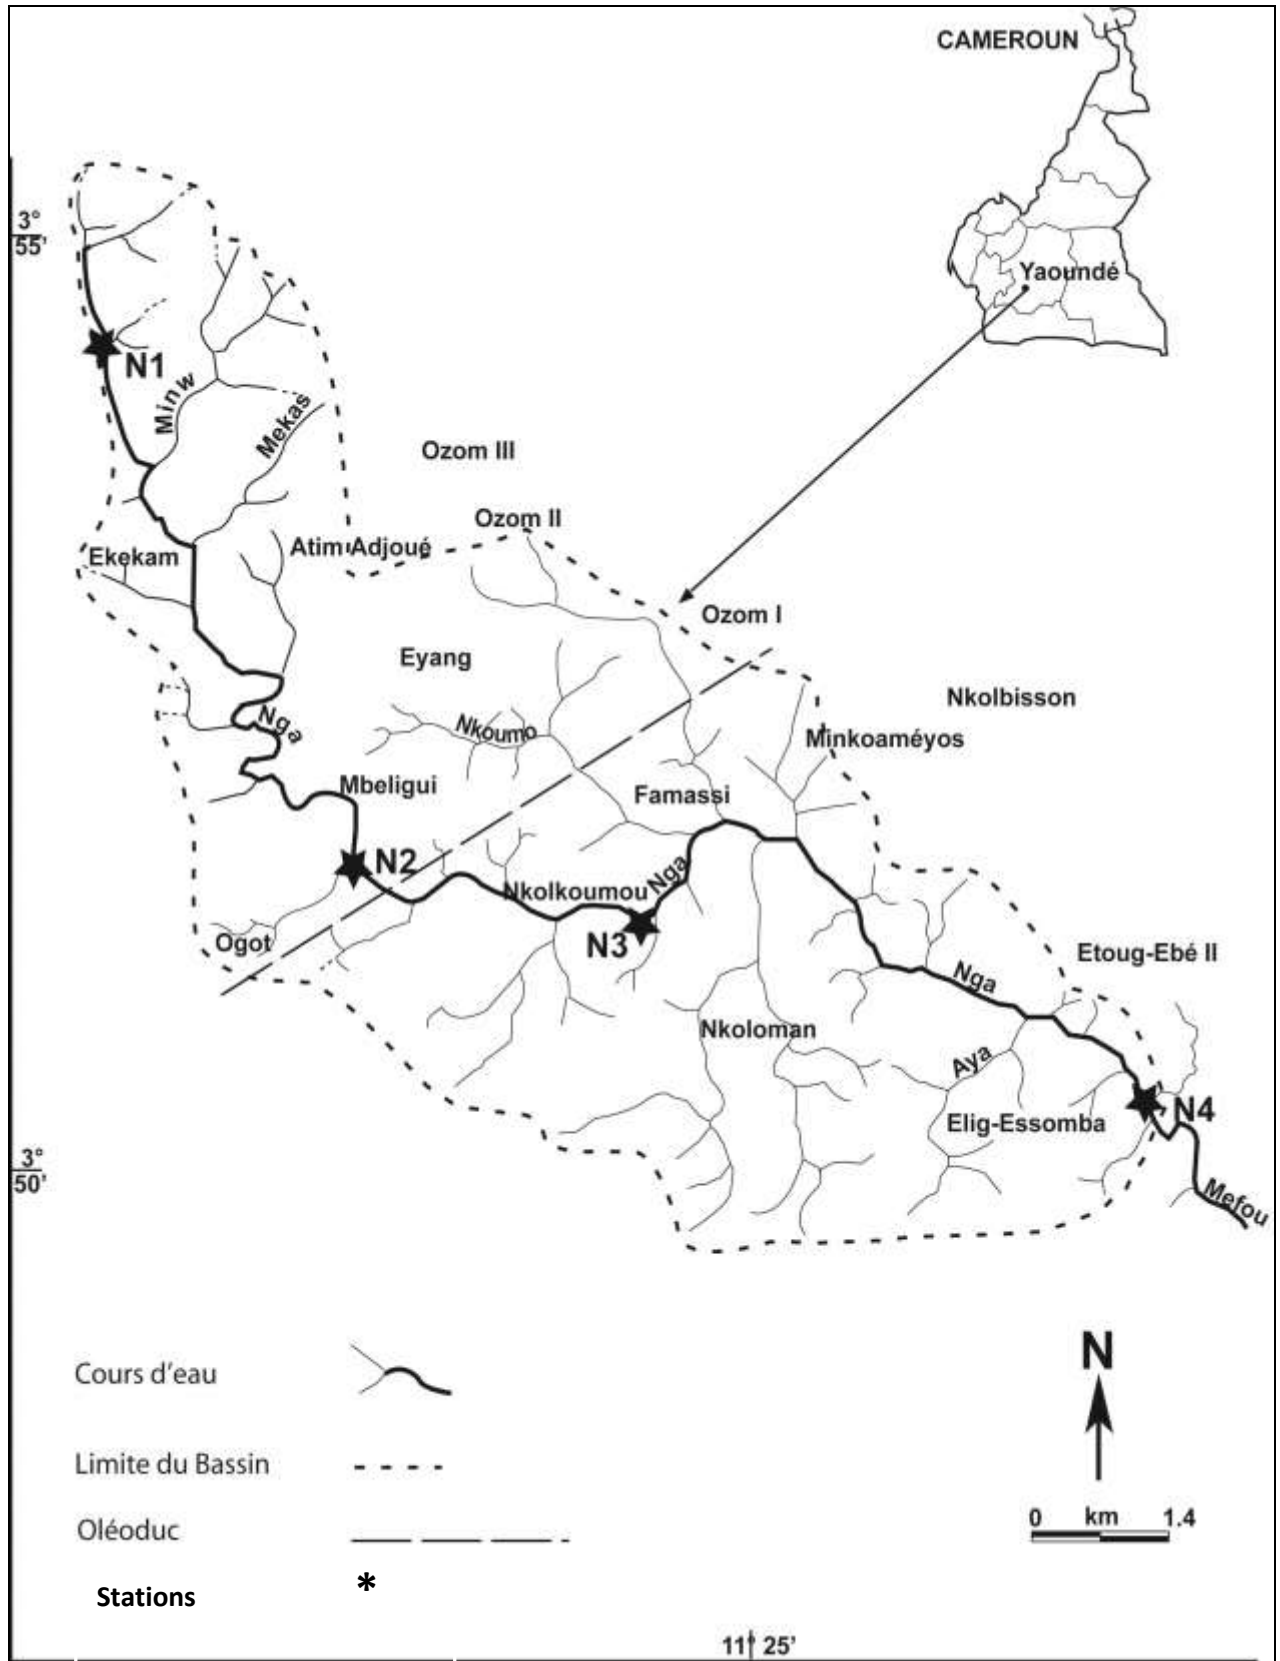 CAMEROUN
3°
55'
Yaoundé
N1
Minw
Mekas
Ozom III
Ozom II
Ekekam
Atim Adjoué
Ozom I
Eyang
Nkolbisson
Nga
Nkoumo
Minkoaméyos
Mbeligui
Famassi
N2
Nkolkoumou
Nga
Ogot
N3
Etoug-Ebé II
Nga
Nkoloman
Aya
Elig-Essomba
N4
3°
50'
Mefou
N
Cours d'eau
Limite du Bassin
Oléoduc
0 km 1.4
Stations *
11° 25'